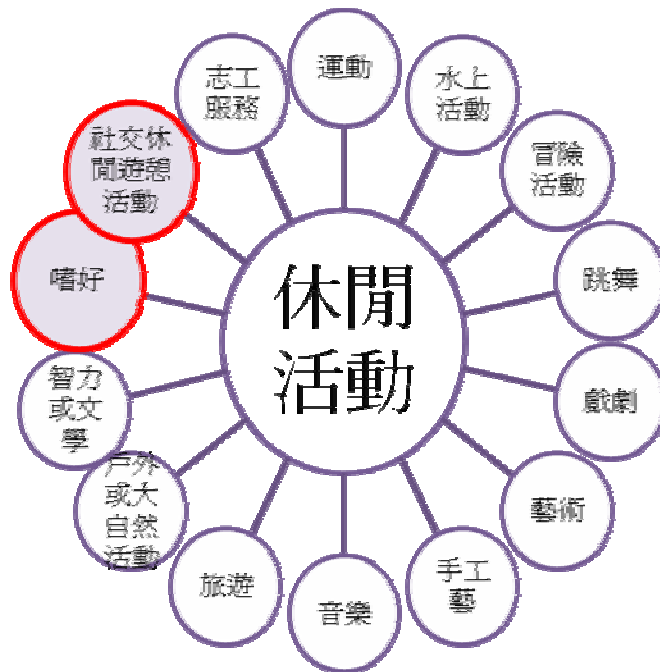 休閒
活動
運動
水上
活動
冒險
活動
跳舞
戲劇
藝術
手工
藝
音樂
旅遊
戶外
或大
自然
活動
智力
或文
學
嗜好
社交休
閒遊憩
活動
志工
服務